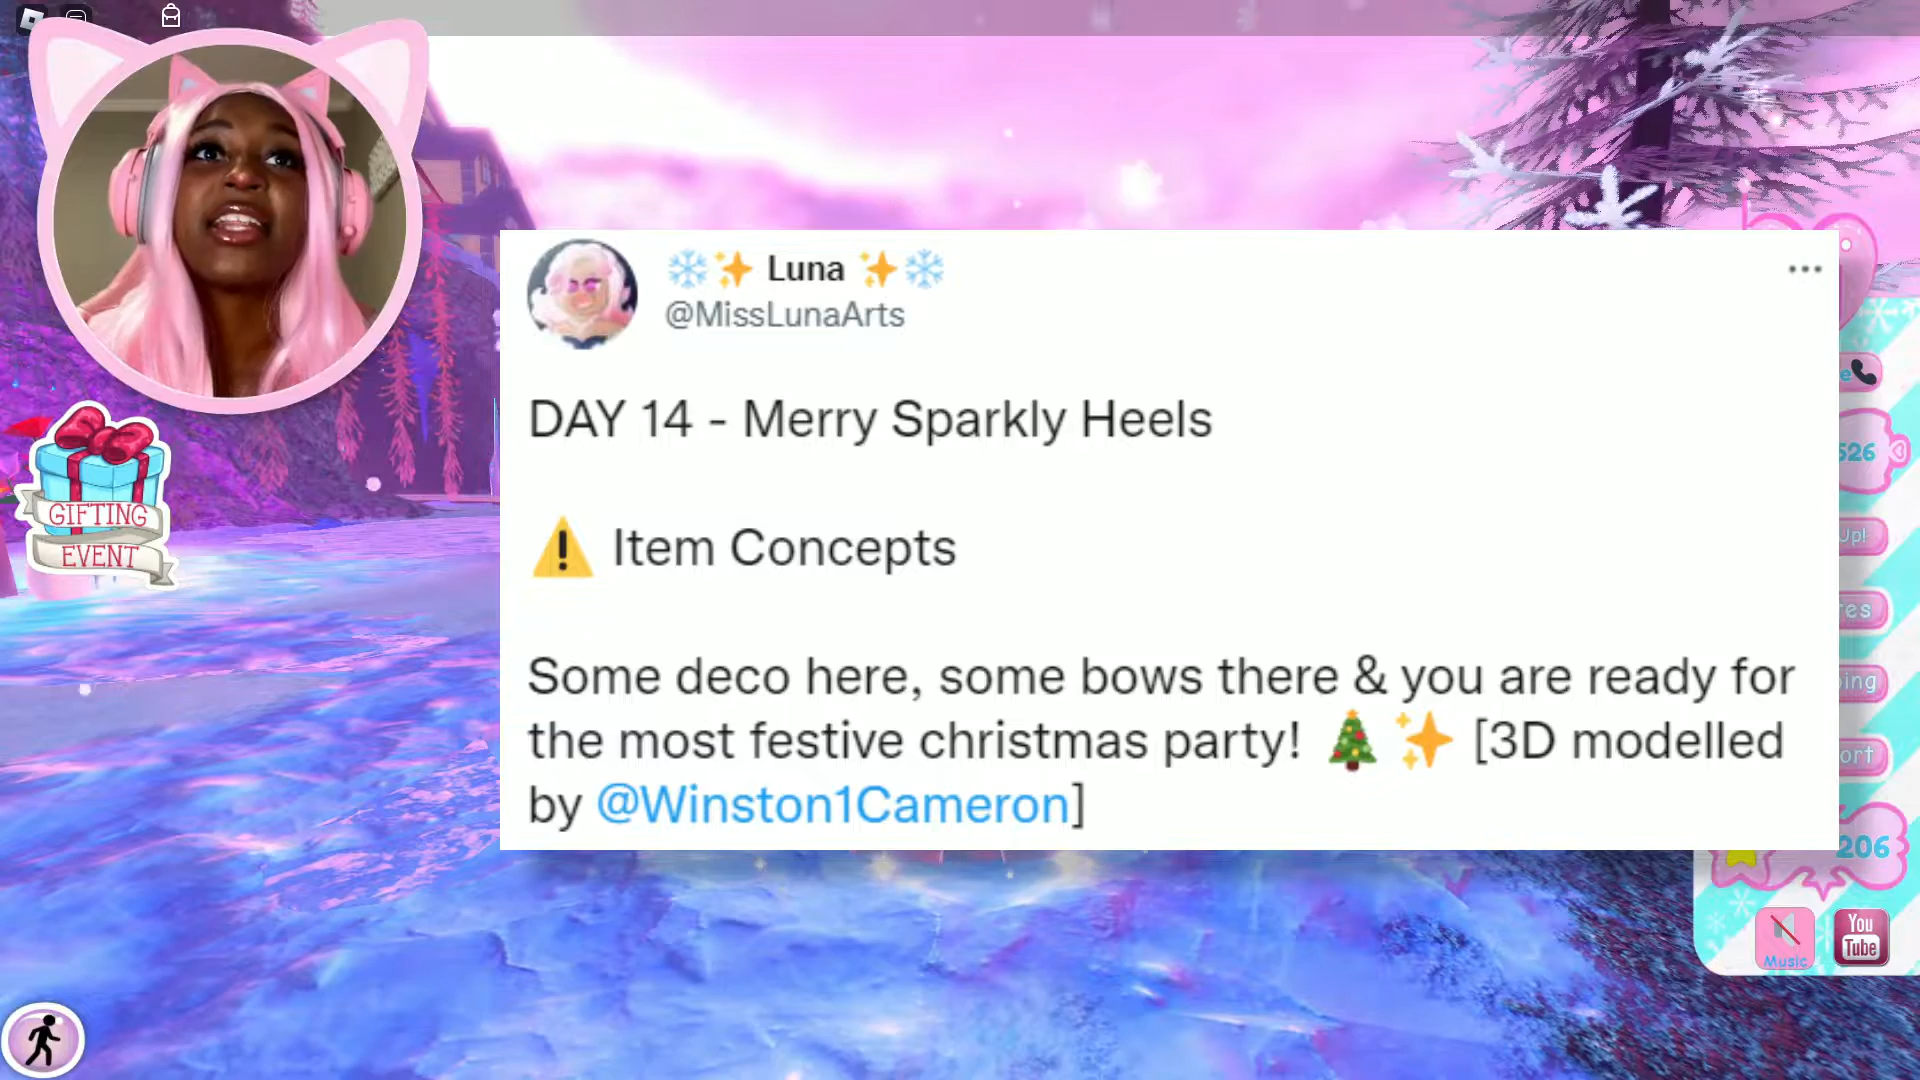 ❄️✨ Luna ✨❄️
@MissLunaArts
DAY 14 - Merry Sparkly Heels
⚠️ Item Concepts
Some deco here, some bows there & you are ready for
the most festive christmas party! 🎄 ✨ [3D modelled
by @Winston1Cameron]
GIFTING
EVENT
526
Up!
206
Music
You
Tube